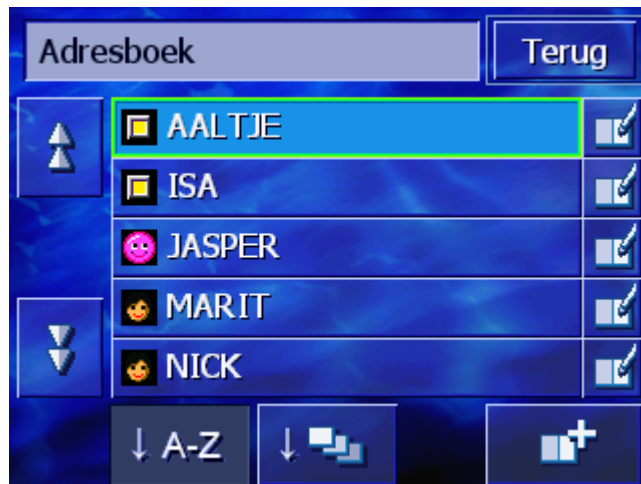 Adresboek
Terug
AALTJE
ISA
JASPER
MARIT
NICK
↓ A-Z